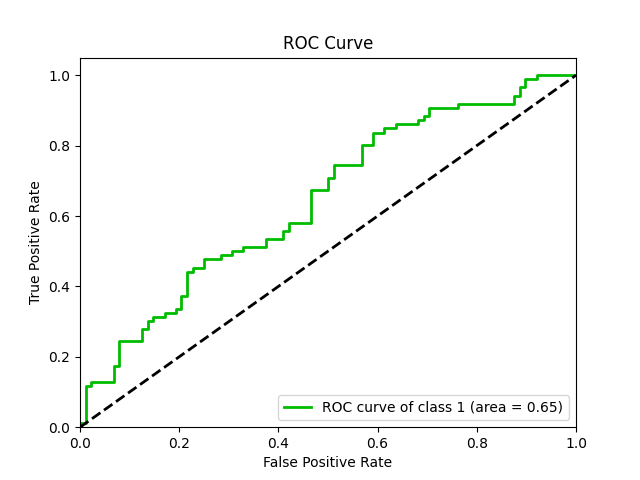 ROC Curve
True Positive Rate
1.0
0.8
0.6
0.4
0.2
0.0
ROC curve of class 1 (area = 0.65)
0.0 0.2 0.4 0.6 0.8 1.0
False Positive Rate